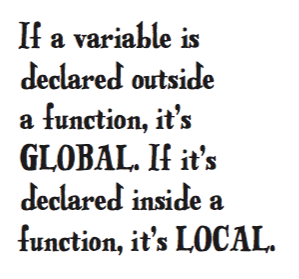 If a variable is
declared outside
a function, it's
GLOBAL. If it's
declared inside a
function, it's LOCAL.